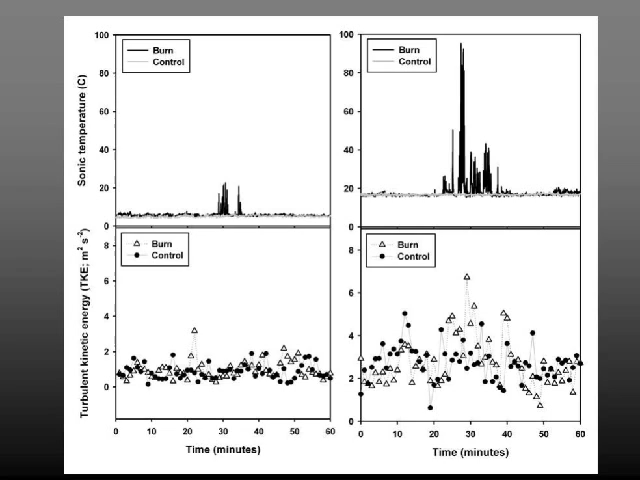 100
80
60
40
20
0
Sonic temperature (C)
Burn
Control
100
80
60
40
20
0
Burn
Control
8
6
4
2
0
Turbulent kinetic energy (TKE; m² s⁻²)
Burn
Control
0 10 20 30 40 50 60
Time (minutes)
8
6
4
2
0
Burn
Control
0 10 20 30 40 50 60
Time (minutes)